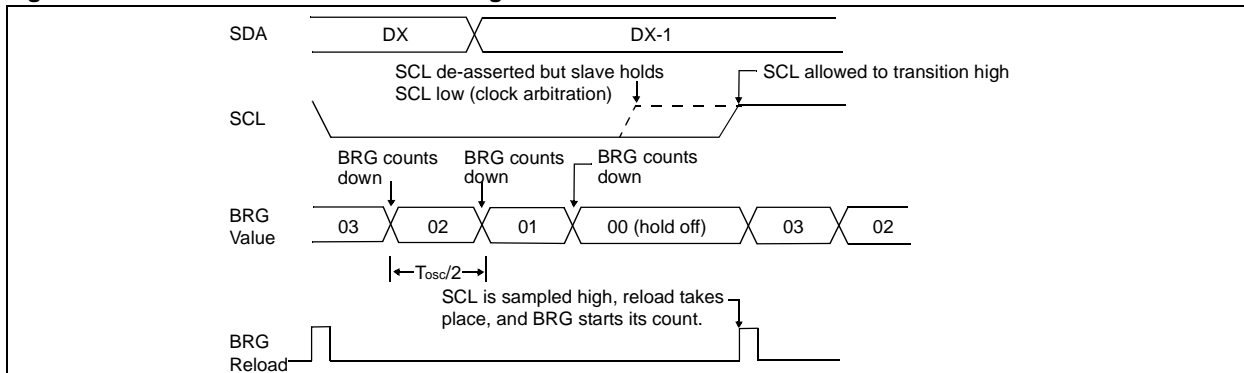 SDA
DX
DX-1
SCL de-asserted but slave holds
SCL low (clock arbitration)
SCL allowed to transition high
SCL
BRG counts
down
BRG counts
down
BRG counts
down
BRG
Value
03
02
01
00 (hold off)
03
02
Tosc/2
SCL is sampled high, reload takes
place, and BRG starts its count.
BRG
Reload